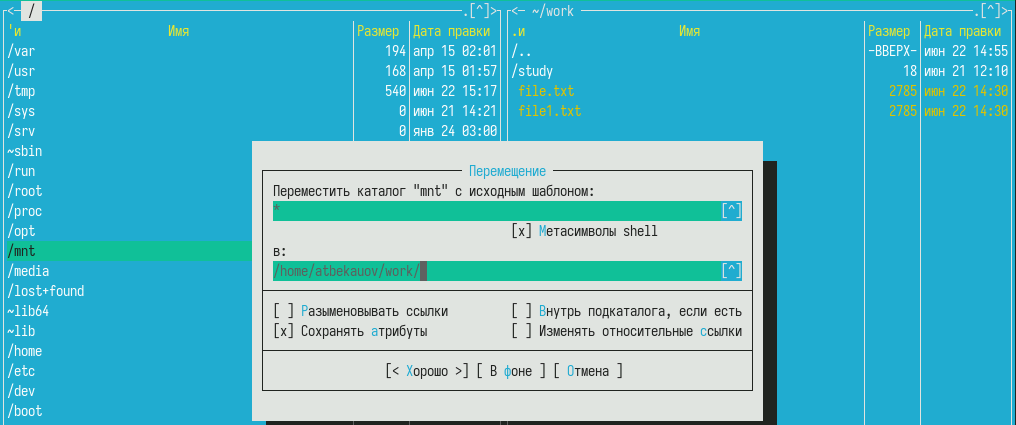 <─ / .[^]>
'и Имя Размер Дата правки
/var 194 апр 15 02:01
/usr 168 апр 15 01:57
/tmp 540 июн 22 15:17
/sys 0 июн 21 14:21
/srv 0 янв 24 03:00
~sbin
/run
/root
/proc
/opt
/mnt
/media
/lost+found
~lib64
~lib
/home
/etc
/dev
/boot
<─ ~/work .[^]>
.и Имя Размер Дата правки
/.. -ВВЕРХ- июн 22 14:55
/study 18 июн 21 12:10
file.txt 2785 июн 22 14:30
file1.txt 2785 июн 22 14:30
Перемещение
Переместить каталог "mnt" с исходным шаблоном:
* [^]
[x] Метасимволы shell
в:
/home/atbekauov/work/ [^]
[ ] Разыменовывать ссылки [ ] Внутрь подкаталога, если есть
[x] Сохранять атрибуты [ ] Изменять относительные ссылки
[< Хорошо >] [ В фоне ] [ Отмена ]